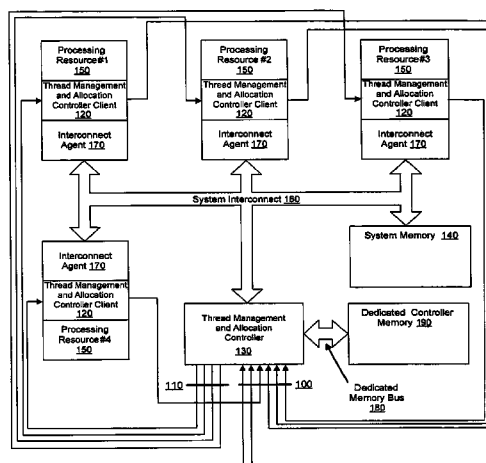 Processing
Resource#1
150
Thread Management
and Allocation
Controller Client
120
Interconnect
Agent 170
Processing
Resource #2
150
Thread Management
and Allocation
Controller Client
120
Interconnect
Agent 170
Processing
Resource #3
150
Thread Management
and Allocation
Controller Client
120
Interconnect
Agent 170
System Interconnect 160
Interconnect
Agent 170
Thread Management
and Allocation
Controller Client
120
Processing
Resource#4
150
System Memory 140
Thread Management
and Allocation
Controller
130
Dedicated Controller
Memory 190
110
100
Dedicated
Memory Bus
180